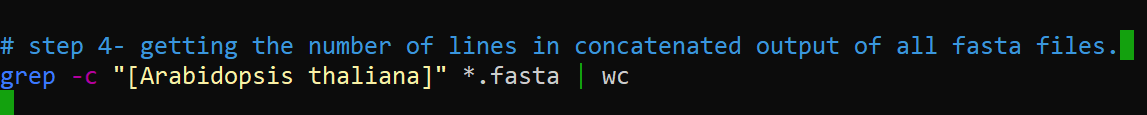 # step 4- getting the number of lines in concatenated output of all fasta files.
grep -c "[Arabidopsis thaliana]" *.fasta | wc